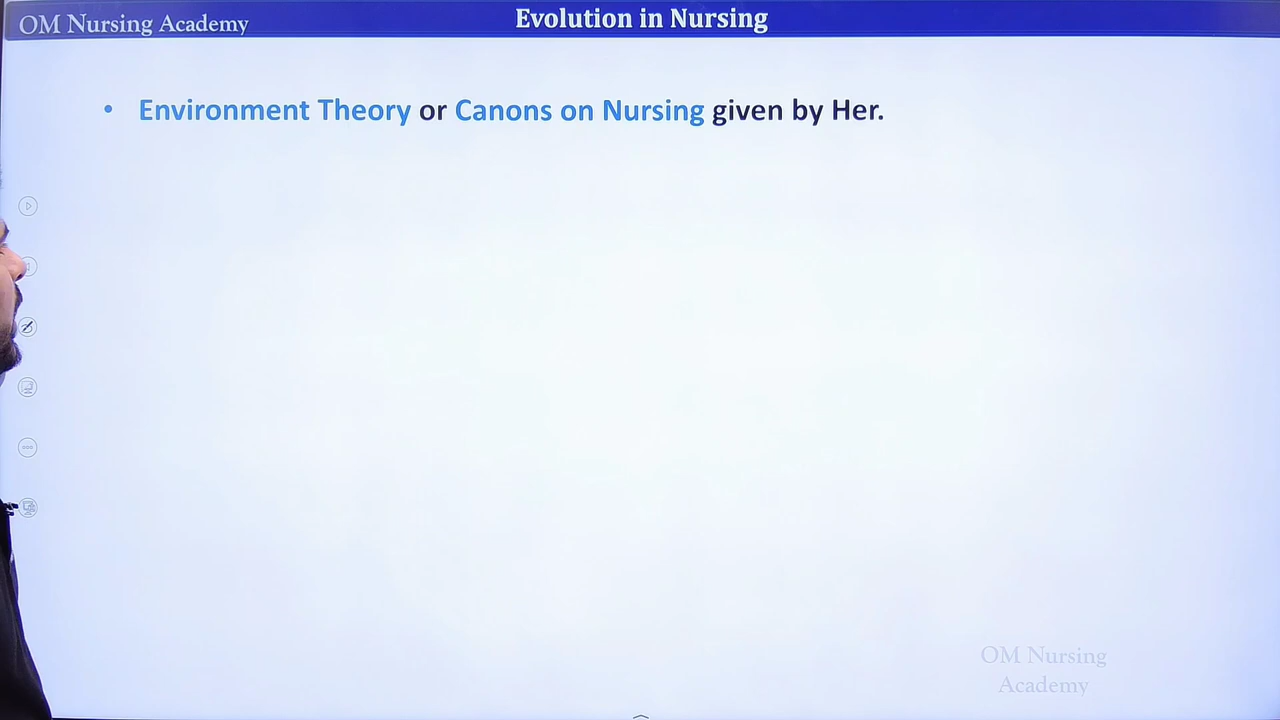 OM Nursing Academy
Evolution in Nursing
• Environment Theory or Canons on Nursing given by Her.
OM Nursing
Academy